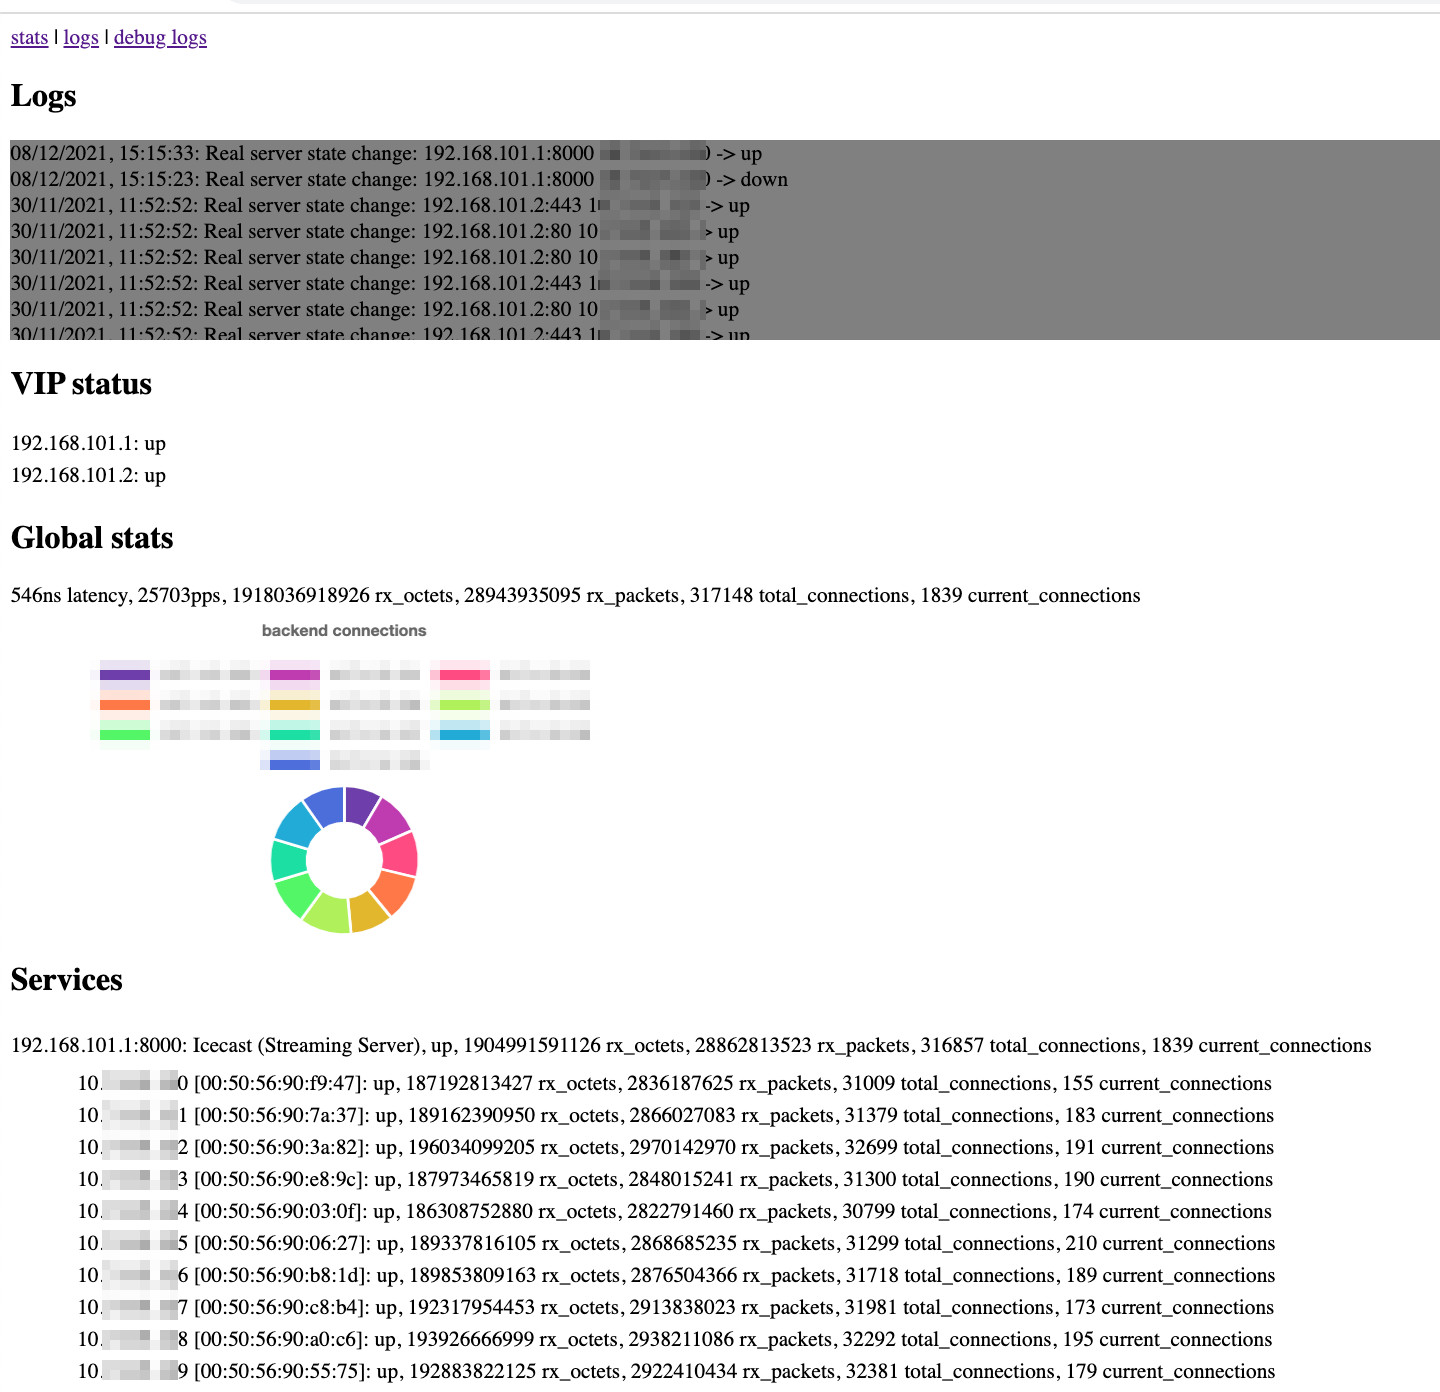 stats | logs | debug logs
Logs
08/12/2021, 15:15:33: Real server state change: 192.168.101.1:8000 -> up
08/12/2021, 15:15:23: Real server state change: 192.168.101.1:8000 -> down
30/11/2021, 11:52:52: Real server state change: 192.168.101.2:443 1 -> up
30/11/2021, 11:52:52: Real server state change: 192.168.101.2:80 10 > up
30/11/2021, 11:52:52: Real server state change: 192.168.101.2:80 10 > up
30/11/2021, 11:52:52: Real server state change: 192.168.101.2:443 1 -> up
30/11/2021, 11:52:52: Real server state change: 192.168.101.2:80 10 > up
30/11/2021, 11:52:52: Real server state change: 192.168.101.2:443 1 -> up
VIP status
192.168.101.1: up
192.168.101.2: up
Global stats
546ns latency, 25703pps, 1918036918926 rx_octets, 28943935095 rx_packets, 317148 total_connections, 1839 current_connections
backend connections
Services
192.168.101.1:8000: Icecast (Streaming Server), up, 1904991591126 rx_octets, 28862813523 rx_packets, 316857 total_connections, 1839 current_connections
10. 0 [00:50:56:90:f9:47]: up, 187192813427 rx_octets, 2836187625 rx_packets, 31009 total_connections, 155 current_connections
10. 1 [00:50:56:90:7a:37]: up, 189162390950 rx_octets, 2866027083 rx_packets, 31379 total_connections, 183 current_connections
10. 2 [00:50:56:90:3a:82]: up, 196034099205 rx_octets, 2970142970 rx_packets, 32699 total_connections, 191 current_connections
10. 3 [00:50:56:90:e8:9c]: up, 187973465819 rx_octets, 2848015241 rx_packets, 31300 total_connections, 190 current_connections
10. 4 [00:50:56:90:03:0f]: up, 186308752880 rx_octets, 2822791460 rx_packets, 30799 total_connections, 174 current_connections
10. 5 [00:50:56:90:06:27]: up, 189337816105 rx_octets, 2868685235 rx_packets, 31299 total_connections, 210 current_connections
10. 6 [00:50:56:90:b8:1d]: up, 189853809163 rx_octets, 2876504366 rx_packets, 31718 total_connections, 189 current_connections
10. 7 [00:50:56:90:c8:b4]: up, 192317954453 rx_octets, 2913838023 rx_packets, 31981 total_connections, 173 current_connections
10. 8 [00:50:56:90:a0:c6]: up, 193926666999 rx_octets, 2938211086 rx_packets, 32292 total_connections, 195 current_connections
10. 9 [00:50:56:90:55:75]: up, 192883822125 rx_octets, 2922410434 rx_packets, 32381 total_connections, 179 current_connections